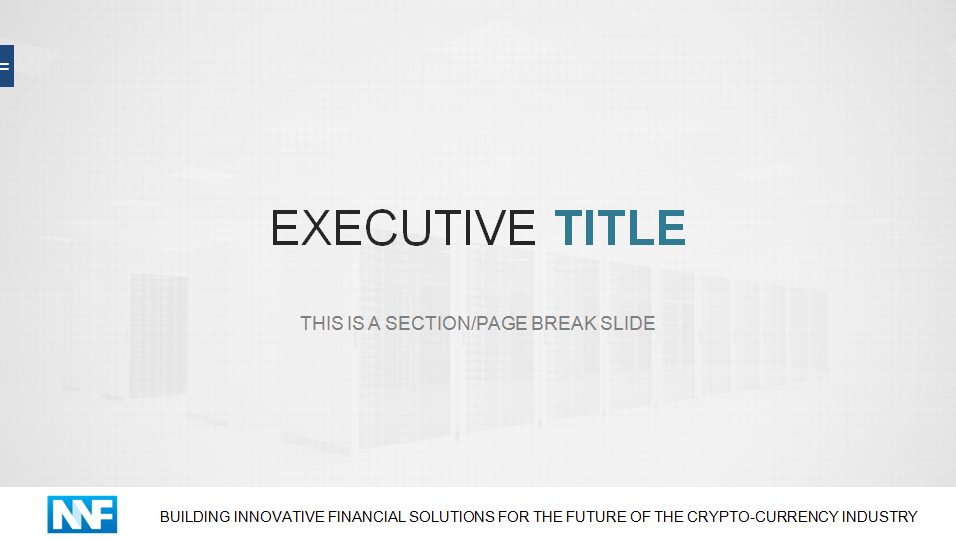 EXECUTIVE TITLE
THIS IS A SECTION/PAGE BREAK SLIDE
NNF
BUILDING INNOVATIVE FINANCIAL SOLUTIONS FOR THE FUTURE OF THE CRYPTO-CURRENCY INDUSTRY